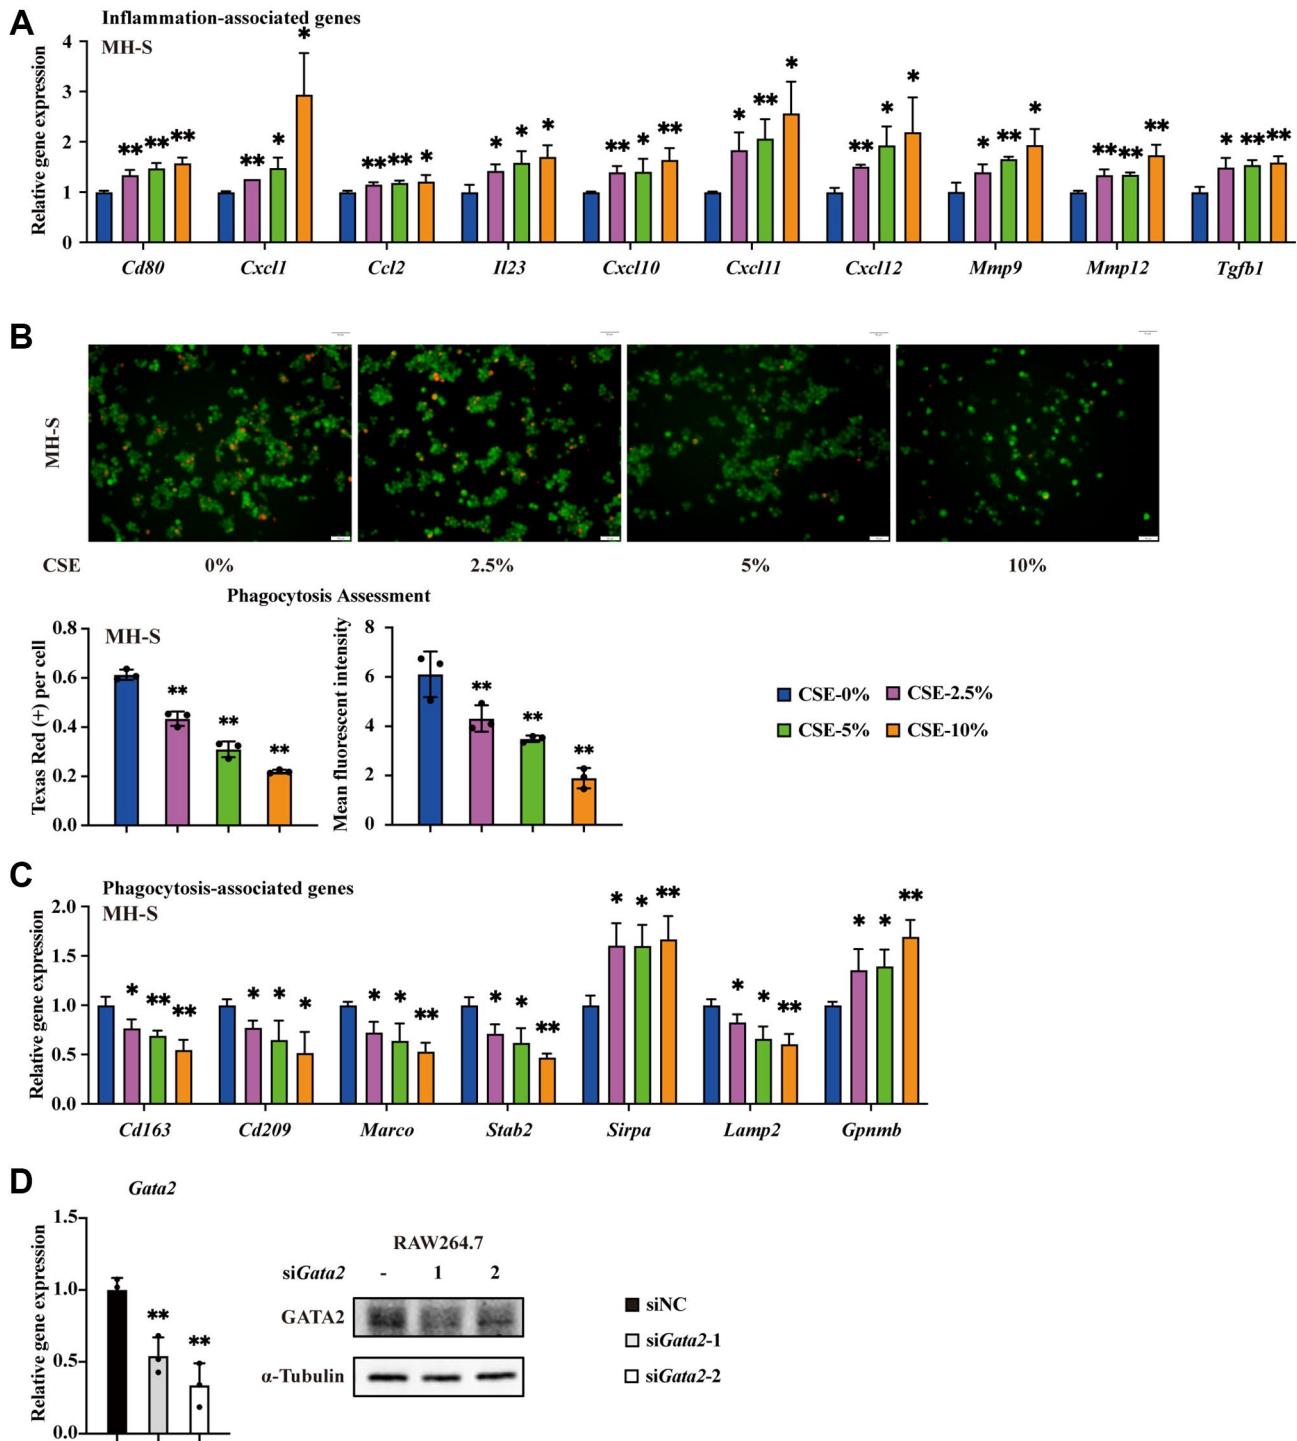 A
Inflammation-associated genes
MH-S
Relative gene expression
4
3
2
1
0
* 
** ** **
** * *
** ** *
* * *
** * **
* ** *
** * *
* ** *
** ** **
* ** **
Cd80 Cxcl1 Ccl2 Il23 Cxcl10 Cxcl11 Cxcl12 Mmp9 Mmp12 Tgfb1
B
MH-S
CSE 0% 2.5% 5% 10%
Phagocytosis Assessment
MH-S
Texas Red (+) per cell
0.8
0.6
0.4
0.2
0.0
** ** **
Mean fluorescent intensity
8
6
4
2
0
** ** **
CSE-0% CSE-2.5%
CSE-5% CSE-10%
C
Phagocytosis-associated genes
MH-S
Relative gene expression
2.0
1.5
1.0
0.5
0.0
* ** **
* * *
* * **
* * **
* * **
* * **
* * **
Cd163 Cd209 Marco Stab2 Sirpa Lamp2 Gpnmb
D
Gata2
Relative gene expression
1.5
1.0
0.5
0.0
** **
RAW264.7
siGata2 - 1 2
GATA2
α-Tubulin
siNC
siGata2-1
siGata2-2